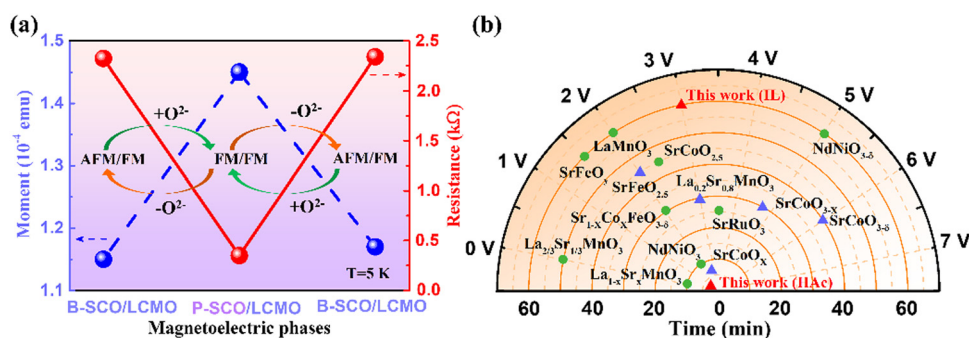 (a)
1.5
1.4
1.3
1.2
1.1
Moment (10⁻⁴ emu)
2.5
2.0
1.5
1.0
0.5
0.0
Resistance (kΩ)
+O²⁻
-O²⁻
AFM/FM
FM/FM
AFM/FM
-O²⁻
+O²⁻
T=5 K
B-SCO/LCMO P-SCO/LCMO B-SCO/LCMO
Magnetoelectric phases
(b)
0 V
1 V
2 V
3 V
4 V
5 V
6 V
7 V
This work (IL)
LaMnO₃
SrCoO₂.₅
NdNiO₃₋δ
SrFeO₃
SrFeO₂.₅
La₀.₂Sr₀.₈MnO₃
SrCoO₃₋ₓ
SrCoO₃₋δ
Sr₁₋ₓCoₓFeO₃₋δ
SrRuO₃
La₂/₃Sr₁/₃MnO₃
NdNiO₃
SrCoOₓ
La₁₋ₓSrₓMnO₃
This work (HAc)
60 40 20 0 20 40 60
Time (min)